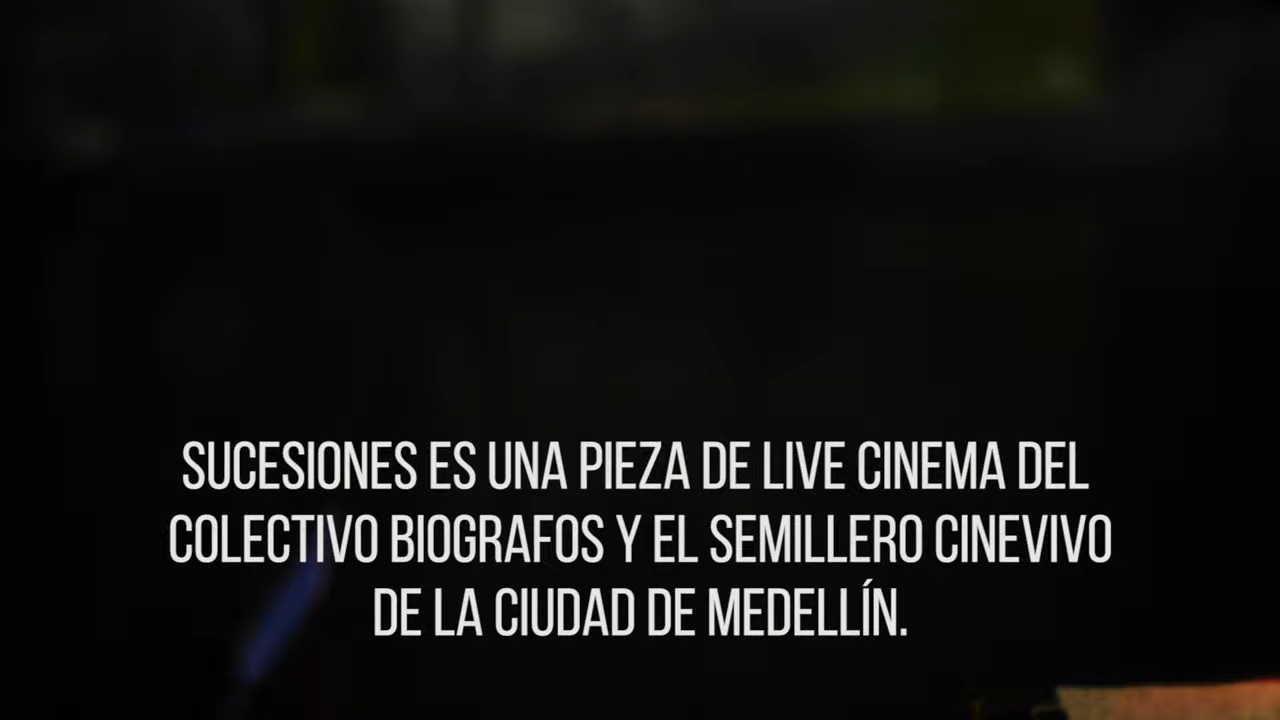 SUCESIONES ES UNA PIEZA DE LIVE CINEMA DEL
COLECTIVO BIOGRAFOS Y EL SEMILLERO CINEVIVO
DE LA CIUDAD DE MEDELLÍN.